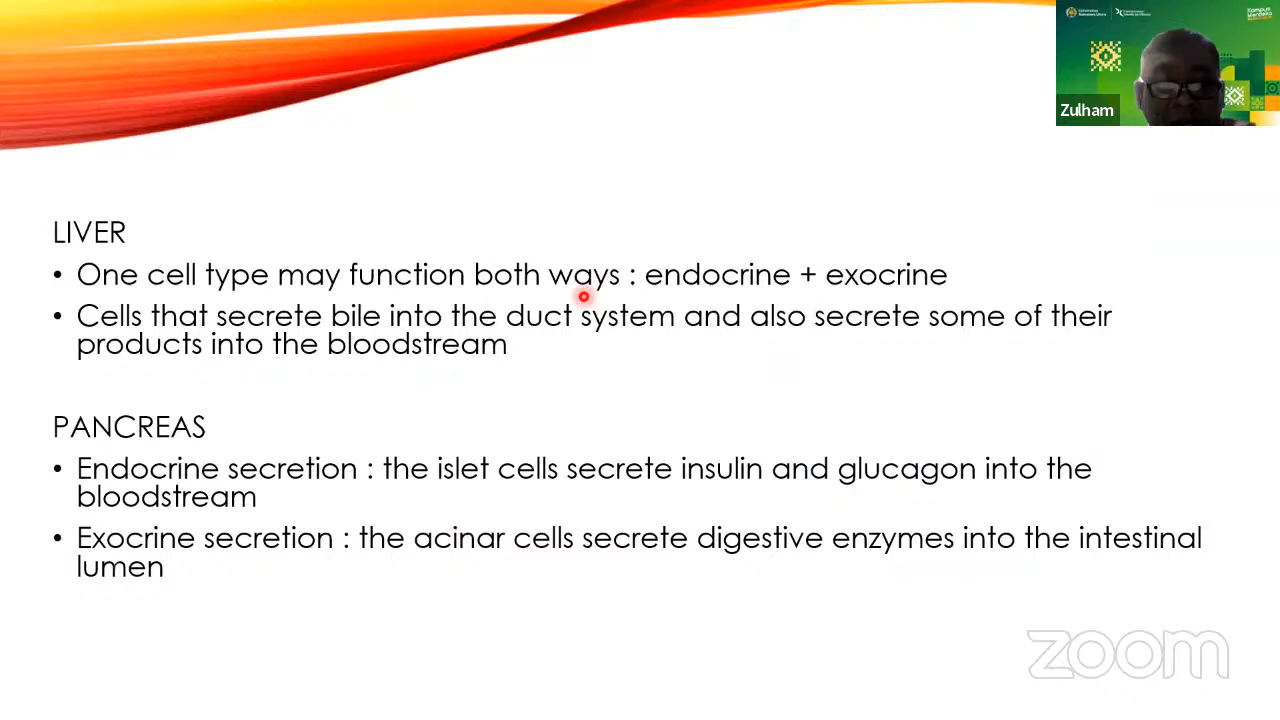 Zulham
LIVER
• One cell type may function both ways : endocrine + exocrine
• Cells that secrete bile into the duct system and also secrete some of their
products into the bloodstream
PANCREAS
• Endocrine secretion : the islet cells secrete insulin and glucagon into the
bloodstream
• Exocrine secretion : the acinar cells secrete digestive enzymes into the intestinal
lumen
zoom